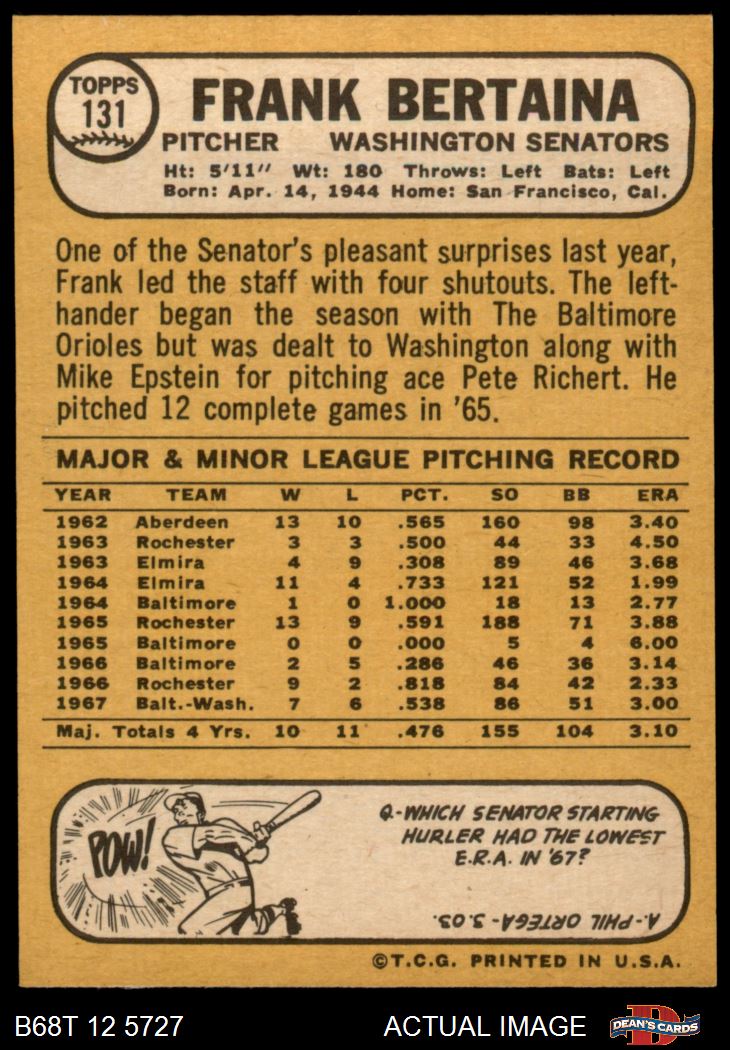 TOPPS
131
FRANK BERTAINA
PITCHER WASHINGTON SENATORS
Ht: 5'11" Wt: 180 Throws: Left Bats: Left
Born: Apr. 14, 1944 Home: San Francisco, Cal.
One of the Senator's pleasant surprises last year,
Frank led the staff with four shutouts. The left-
hander began the season with The Baltimore
Orioles but was dealt to Washington along with
Mike Epstein for pitching ace Pete Richert. He
pitched 12 complete games in '65.
MAJOR & MINOR LEAGUE PITCHING RECORD
YEAR TEAM W L PCT. SO BB ERA
1962 Aberdeen 13 10 .565 160 98 3.40
1963 Rochester 3 3 .500 44 33 4.50
1963 Elmira 4 9 .308 89 46 3.68
1964 Elmira 11 4 .733 121 52 1.99
1964 Baltimore 1 0 1.000 18 13 2.77
1965 Rochester 13 9 .591 188 71 3.88
1965 Baltimore 0 0 .000 5 4 6.00
1966 Baltimore 2 5 .286 46 36 3.14
1966 Rochester 9 2 .818 84 42 2.33
1967 Balt.-Wash. 7 6 .538 86 51 3.00
Maj. Totals 4 Yrs. 10 11 .476 155 104 3.10
POW!
Q-WHICH SENATOR STARTING
HURLER HAD THE LOWEST
E.R.A. IN '67?
A-PHIL ORTEGA-3.03.
©T.C.G. PRINTED IN U.S.A.
B68T 12 5727 ACTUAL IMAGE
D
DEAN'S CARDS